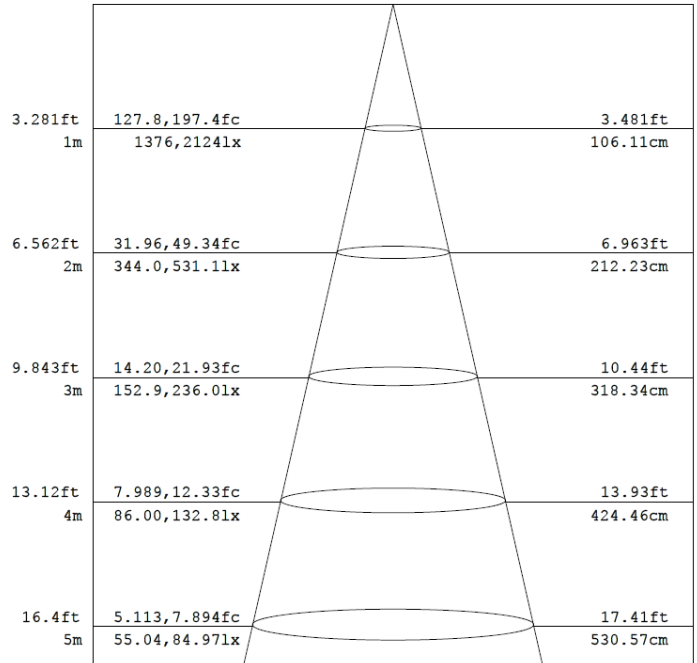 3.281ft 127.8,197.4fc 3.481ft
1m 1376,2124lx 106.11cm
6.562ft 31.96,49.34fc 6.963ft
2m 344.0,531.1lx 212.23cm
9.843ft 14.20,21.93fc 10.44ft
3m 152.9,236.0lx 318.34cm
13.12ft 7.989,12.33fc 13.93ft
4m 86.00,132.8lx 424.46cm
16.4ft 5.113,7.894fc 17.41ft
5m 55.04,84.97lx 530.57cm